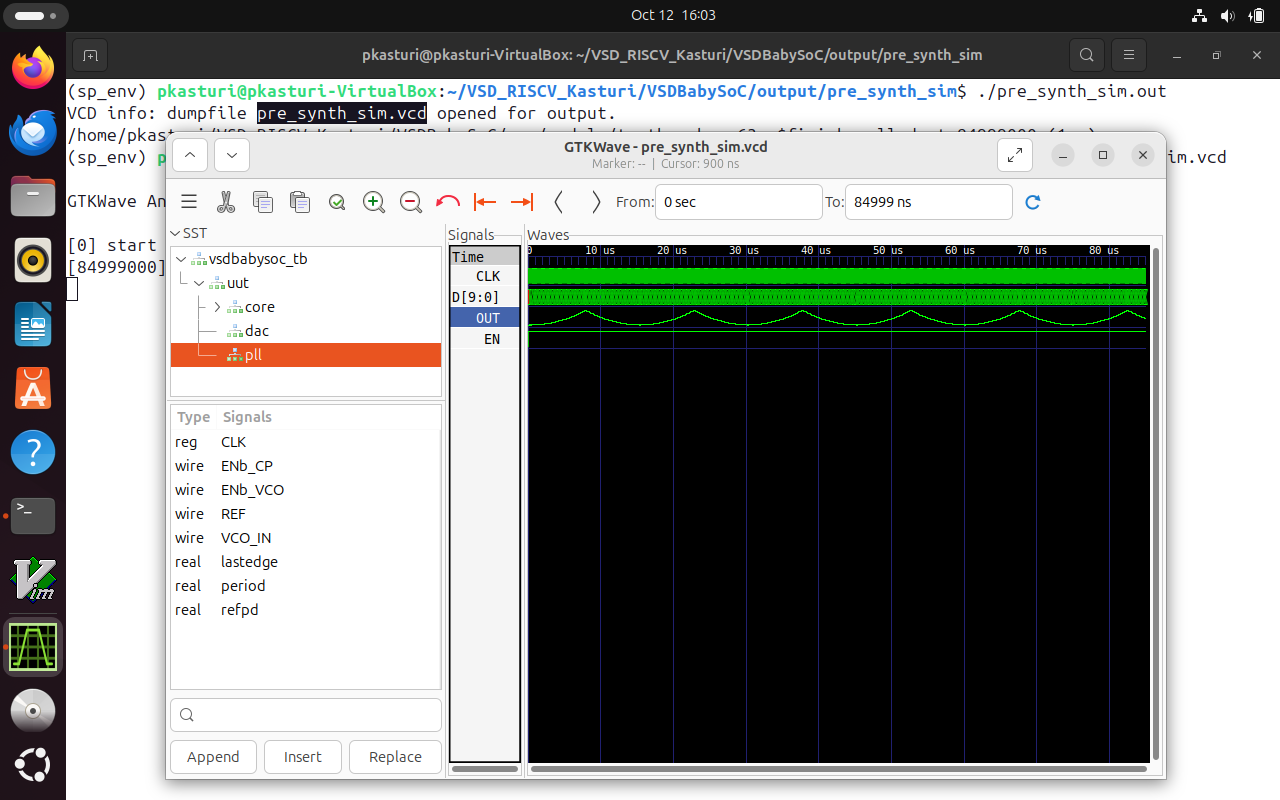 Oct 12 16:03
pkasturi@pkasturi-VirtualBox: ~/VSD_RISCV_Kasturi/VSDBabySoC/output/pre_synth_sim
(sp_env) pkasturi@pkasturi-VirtualBox:~/VSD_RISCV_Kasturi/VSDBabySoC/output/pre_synth_sim$ ./pre_synth_sim.out
VCD info: dumpfile pre_synth_sim.vcd opened for output.
(sp_env)
im.vcd
GTKWave An
[0] start
[84999000]
GTKWave - pre_synth_sim.vcd
Marker: -- | Cursor: 900 ns
From: 0 sec To: 84999 ns
SST
vsdbabysoc_tb
uut
core
dac
pll
Type Signals
reg CLK
wire ENb_CP
wire ENb_VCO
wire REF
wire VCO_IN
real lastedge
real period
real refpd
Append Insert Replace
Signals
Time
CLK
D[9:0]
OUT
EN
Waves
0 10 us 20 us 30 us 40 us 50 us 60 us 70 us 80 us